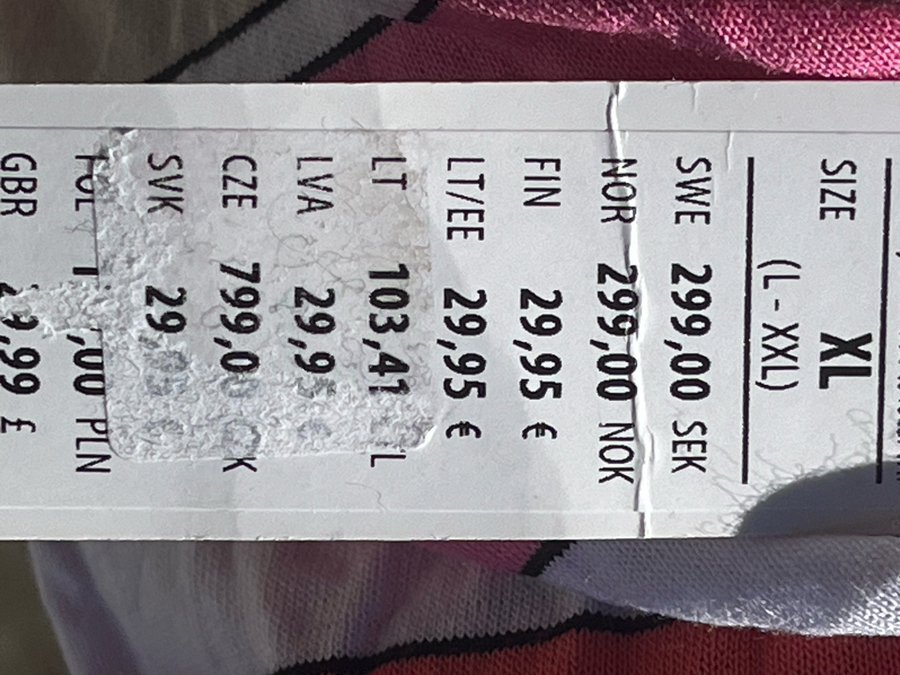 SIZE XL
(L - XXL)
SWE 299,00 SEK
NOR 299,00 NOK
FIN 29,95 €
LT/EE 29,95 €
LT 103,41
LVA 29,9
CZE 799,0
SVK 29
POL PLN
GBR £